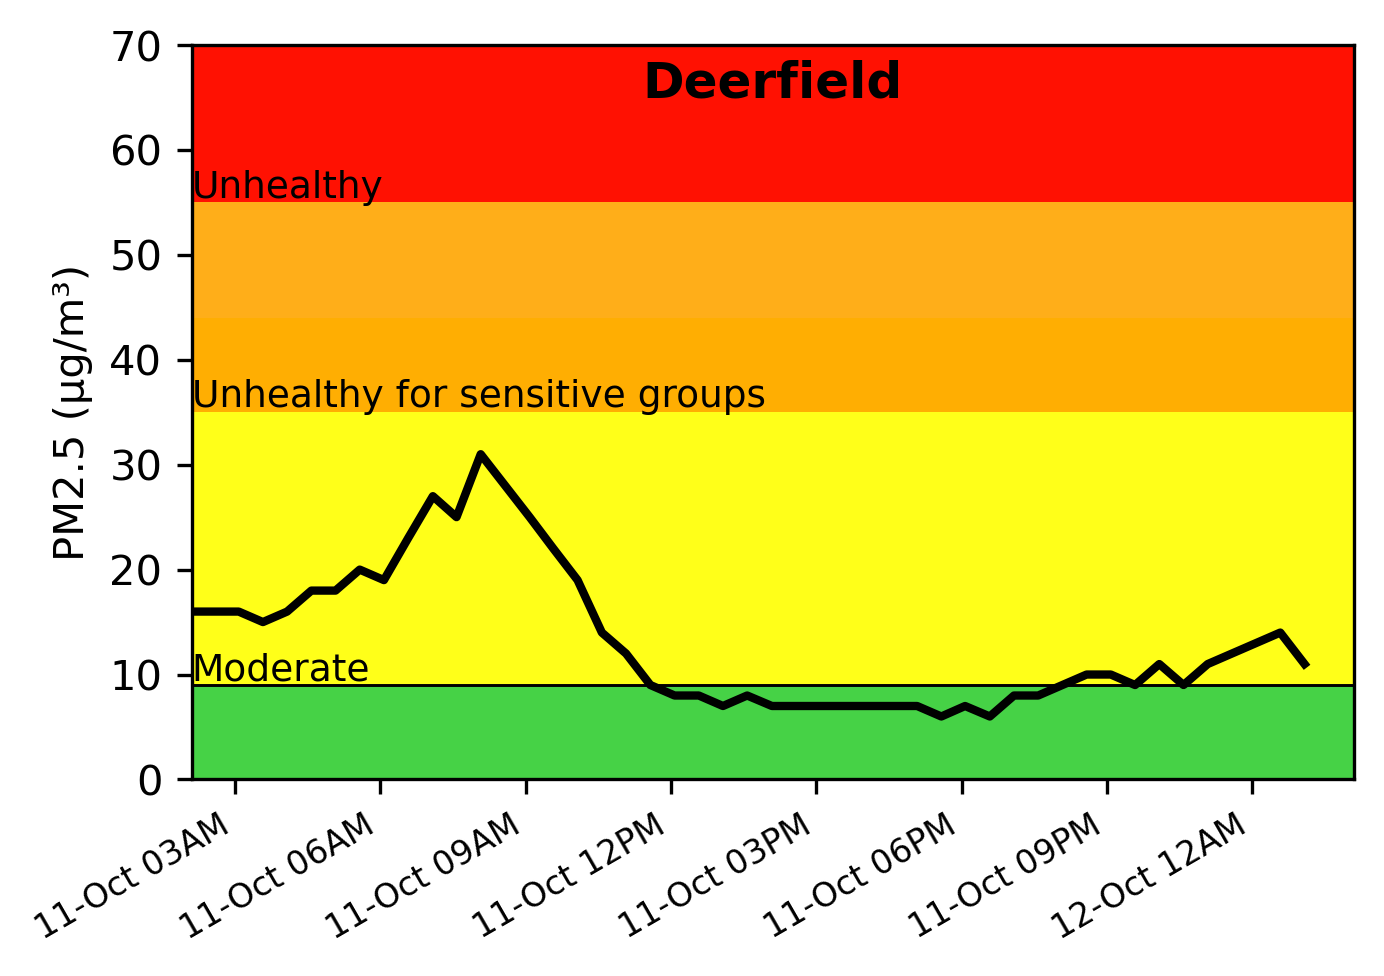 Deerfield
70
60
50
40
30
20
10
0
PM2.5 (µg/m³)
Unhealthy
Unhealthy for sensitive groups
Moderate
11-Oct 03AM
11-Oct 06AM
11-Oct 09AM
11-Oct 12PM
11-Oct 03PM
11-Oct 06PM
11-Oct 09PM
12-Oct 12AM